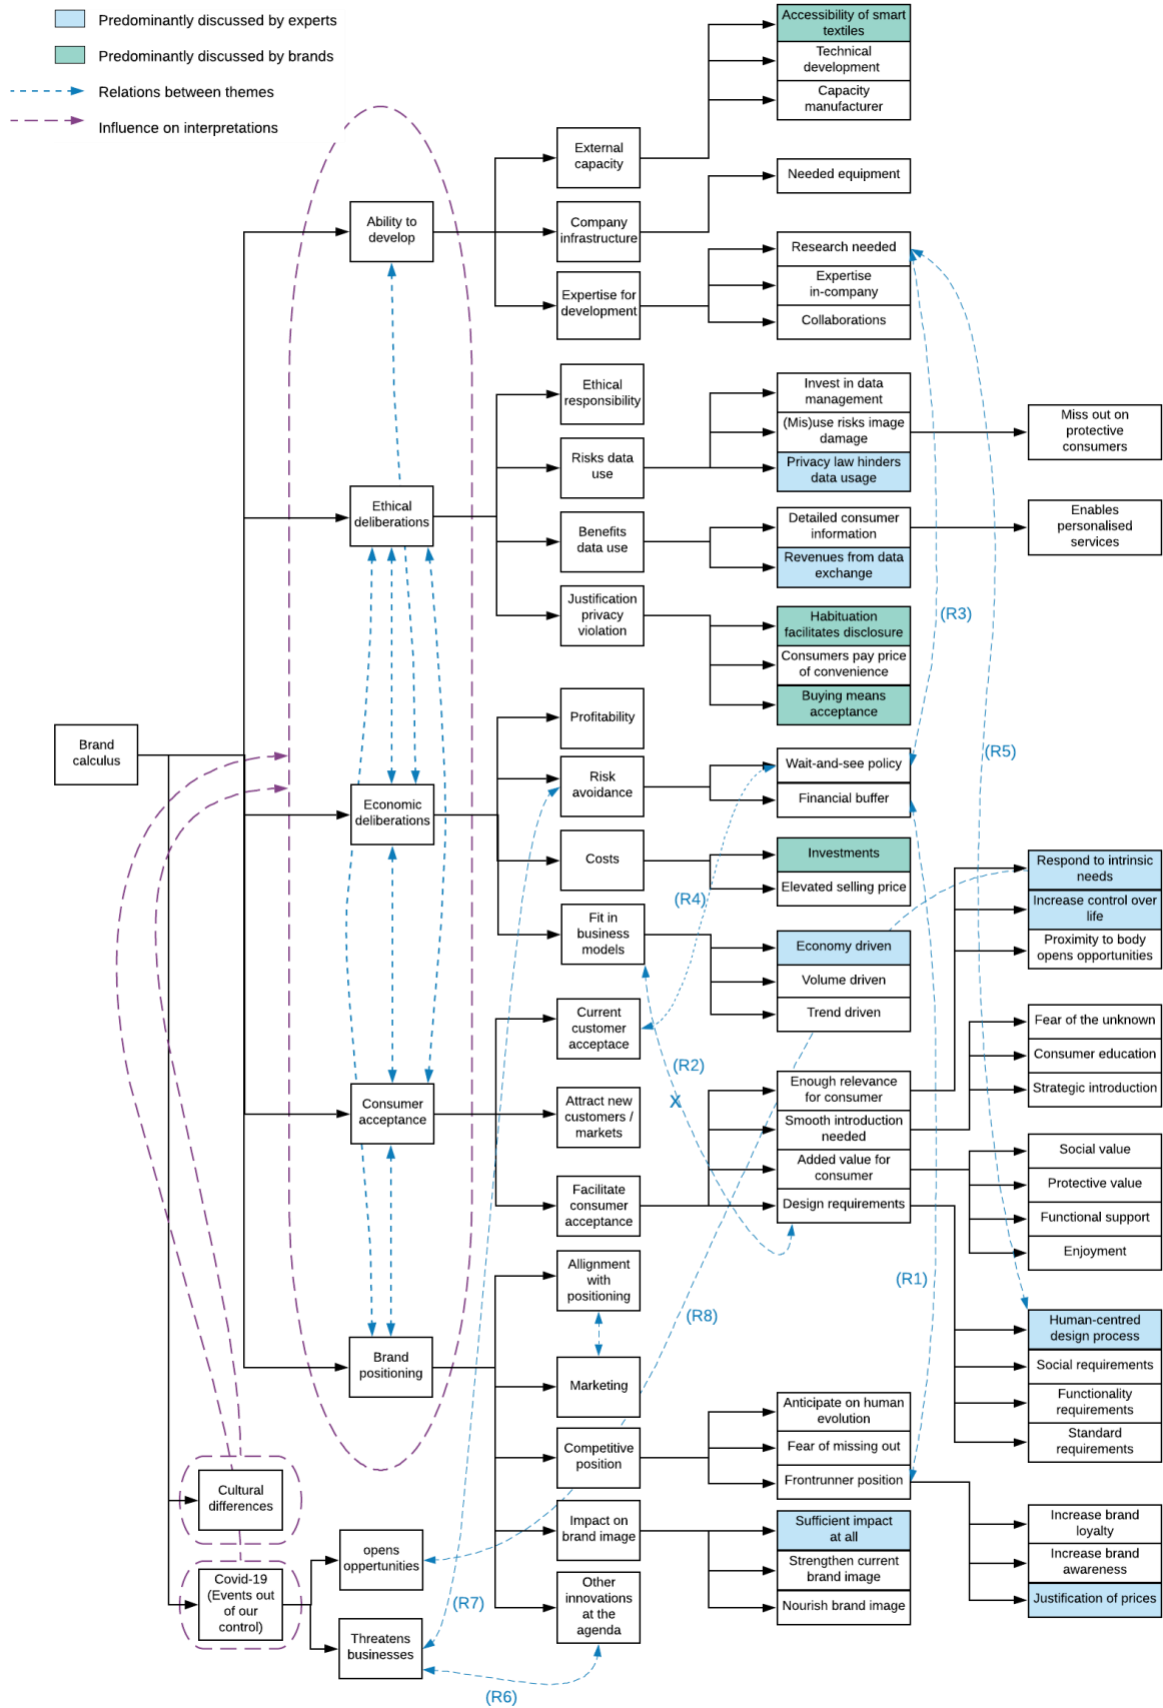 Predominantly discussed by experts
Predominantly discussed by brands
Relations between themes
Influence on interpretations
Brand
calculus
Ability to
develop
Ethical
deliberations
Economic
deliberations
Consumer
acceptance
Brand
positioning
Cultural
differences
Covid-19
(Events out
of our
control)
opens
opportunities
Threatens
businesses
External
capacity
Company
infrastructure
Expertise for
development
Ethical
responsibility
Risks data
use
Benefits
data use
Justification
privacy
violation
Profitability
Risk
avoidance
Costs
Fit in
business
models
Current
customer
acceptace
Attract new
customers /
markets
Facilitate
consumer
acceptance
Allignment
with
positioning
Marketing
Competitive
position
Impact on
brand image
Other
innovations
at the
agenda
Accessibility of smart
textiles
Technical
development
Capacity
manufacturer
Needed equipment
Research needed
Expertise
in-company
Collaborations
Invest in data
management
(Mis)use risks image
damage
Privacy law hinders
data usage
Detailed consumer
information
Revenues from data
exchange
Habituation
facilitates disclosure
Consumers pay price
of convenience
Buying means
acceptance
Wait-and-see policy
Financial buffer
Investments
Elevated selling price
Economy driven
Volume driven
Trend driven
Enough relevance
for consumer
Smooth introduction
needed
Added value for
consumer
Design requirements
Anticipate on human
evolution
Fear of missing out
Frontrunner position
Sufficient impact
at all
Strengthen current
brand image
Nourish brand image
Miss out on
protective
consumers
Enables
personalised
services
Respond to intrinsic
needs
Increase control over
life
Proximity to body
opens opportunities
Fear of the unknown
Consumer education
Strategic introduction
Social value
Protective value
Functional support
Enjoyment
Human-centred
design process
Social requirements
Functionality
requirements
Standard
requirements
Increase brand
loyalty
Increase brand
awareness
Justification of prices
(R3)
(R5)
(R4)
(R2)
X
(R1)
(R8)
(R7)
(R6)